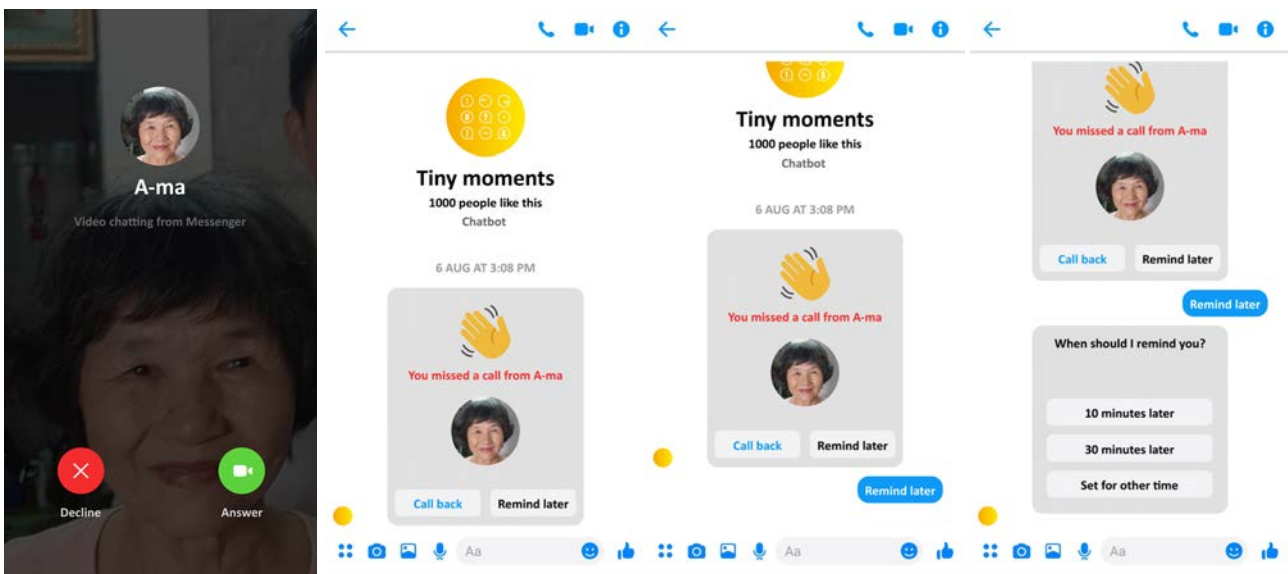 A-ma
Video chatting from Messenger
Decline
Answer
Tiny moments
1000 people like this
Chatbot
6 AUG AT 3:08 PM
You missed a call from A-ma
Call back
Remind later
Aa
Tiny moments
1000 people like this
Chatbot
6 AUG AT 3:08 PM
You missed a call from A-ma
Call back
Remind later
Remind later
Aa
You missed a call from A-ma
Call back
Remind later
Remind later
When should I remind you?
10 minutes later
30 minutes later
Set for other time
Aa